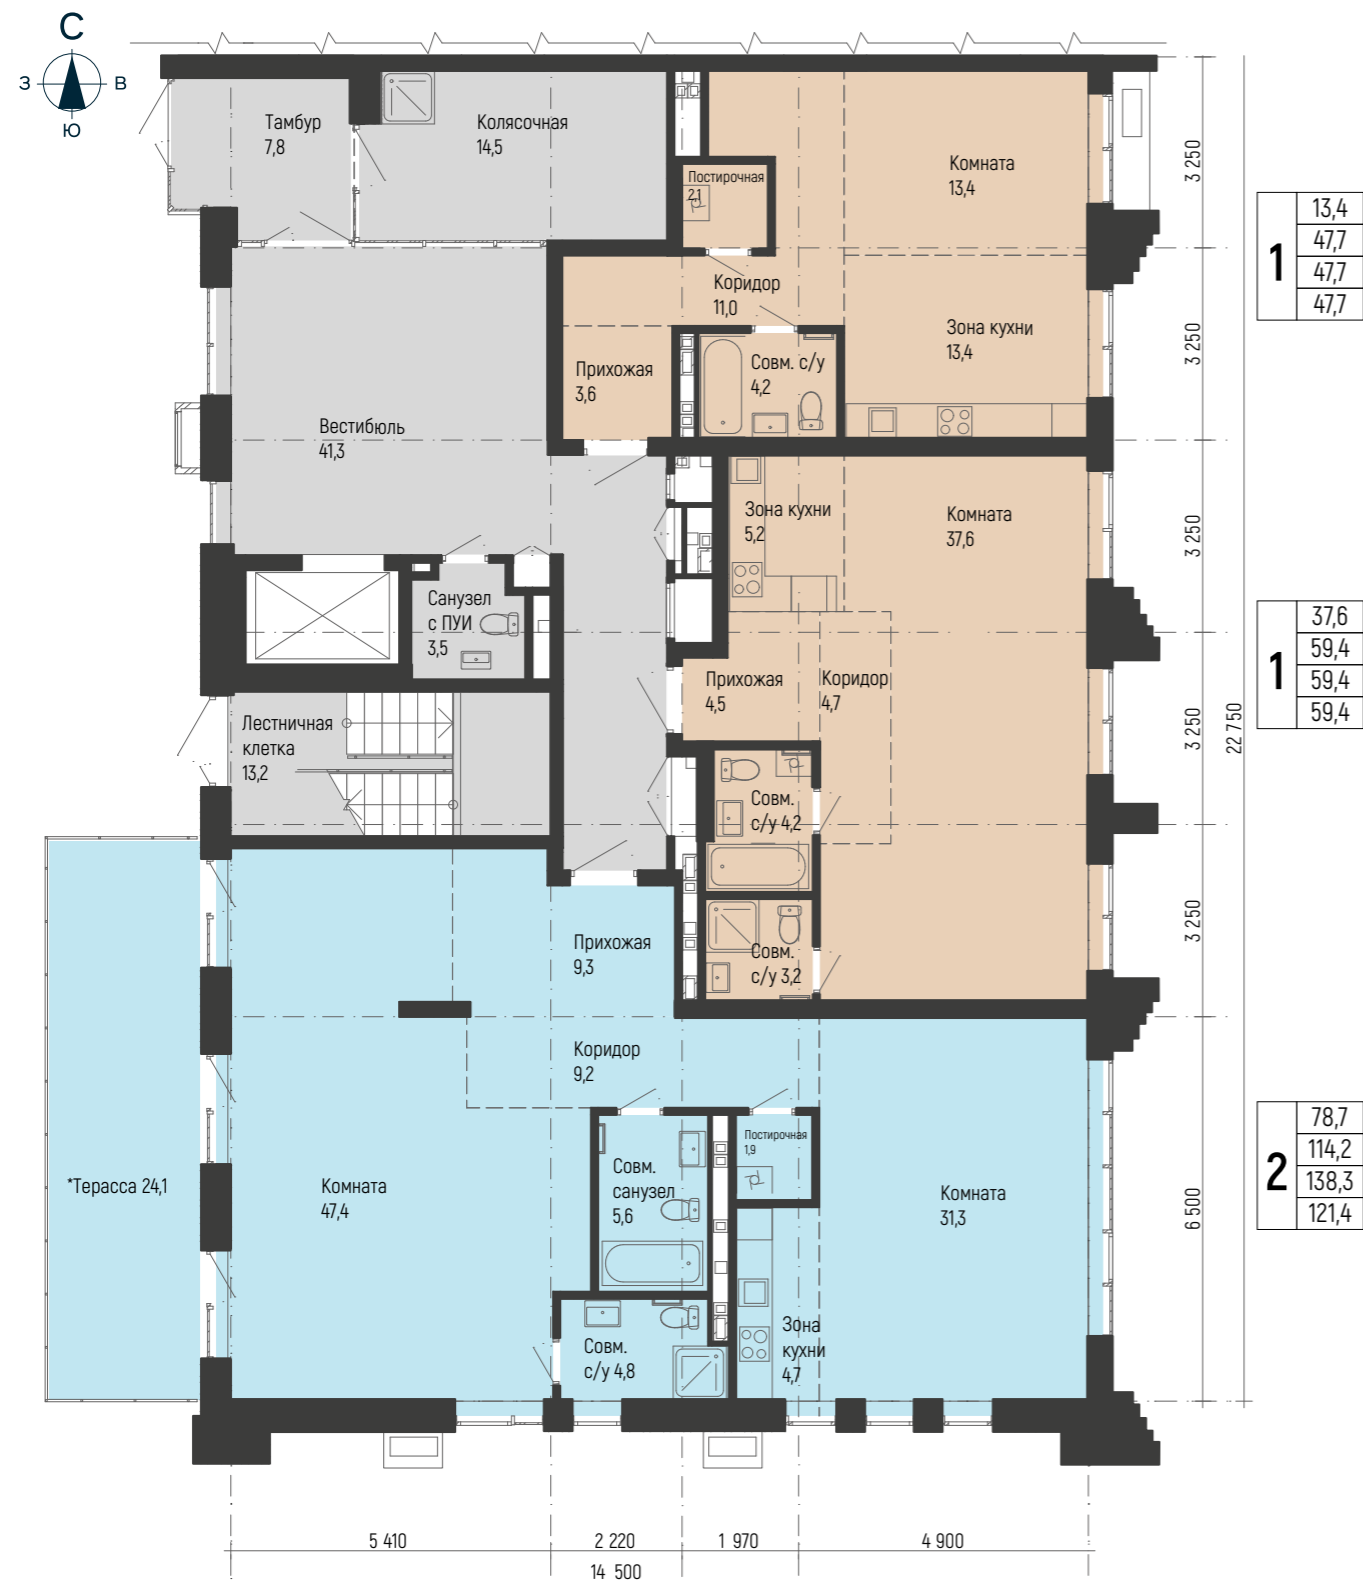 С
З
В
Ю
Тамбур
7,8
Колясочная
14,5
Постирочная
2,1
Комната
13,4
Коридор
11,0
Зона кухни
13,4
Прихожая
3,6
Совм. с/у
4,2
Вестибюль
41,3
Зона кухни
5,2
Комната
37,6
Санузел
с ПУИ
3,5
Прихожая
4,5
Коридор
4,7
Лестничная
клетка
13,2
Совм.
с/у 4,2
Совм.
с/у 3,2
Прихожая
9,3
Коридор
9,2
Постирочная
1,9
*Терасса 24,1
Комната
47,4
Совм.
санузел
5,6
Комната
31,3
Совм.
с/у 4,8
Зона
кухни
4,7
3 250
3 250
3 250
3 250
3 250
6 500
22 750
5 410
2 220
1 970
4 900
14 500
1
13,4
47,7
47,7
47,7
1
37,6
59,4
59,4
59,4
2
78,7
114,2
138,3
121,4